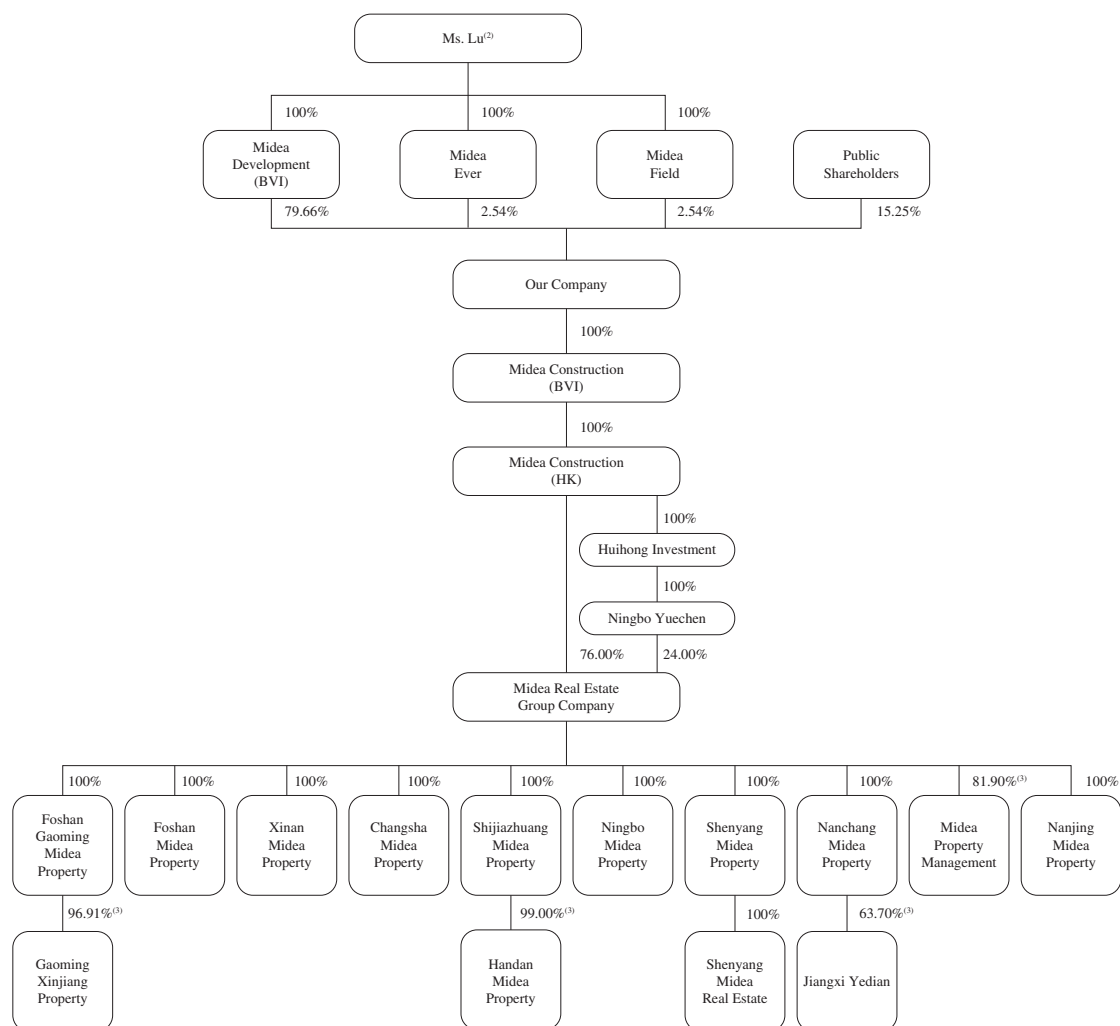 Ms. Lu(2)
100%
100%
100%
Midea
Development
(BVI)
Midea
Ever
Midea
Field
Public
Shareholders
79.66%
2.54%
2.54%
15.25%
Our Company
100%
Midea Construction
(BVI)
100%
Midea Construction
(HK)
100%
Huihong Investment
100%
Ningbo Yuechen
76.00%
24.00%
Midea Real Estate
Group Company
100%
100%
100%
100%
100%
100%
100%
100%
81.90%(3)
100%
Foshan
Gaoming
Midea
Property
Foshan
Midea
Property
Xinan
Midea
Property
Changsha
Midea
Property
Shijiazhuang
Midea
Property
Ningbo
Midea
Property
Shenyang
Midea
Property
Nanchang
Midea
Property
Midea
Property
Management
Nanjing
Midea
Property
96.91%(3)
99.00%(3)
100%
63.70%(3)
Gaoming
Xinjiang
Property
Handan
Midea
Property
Shenyang
Midea
Real Estate
Jiangxi Yedian